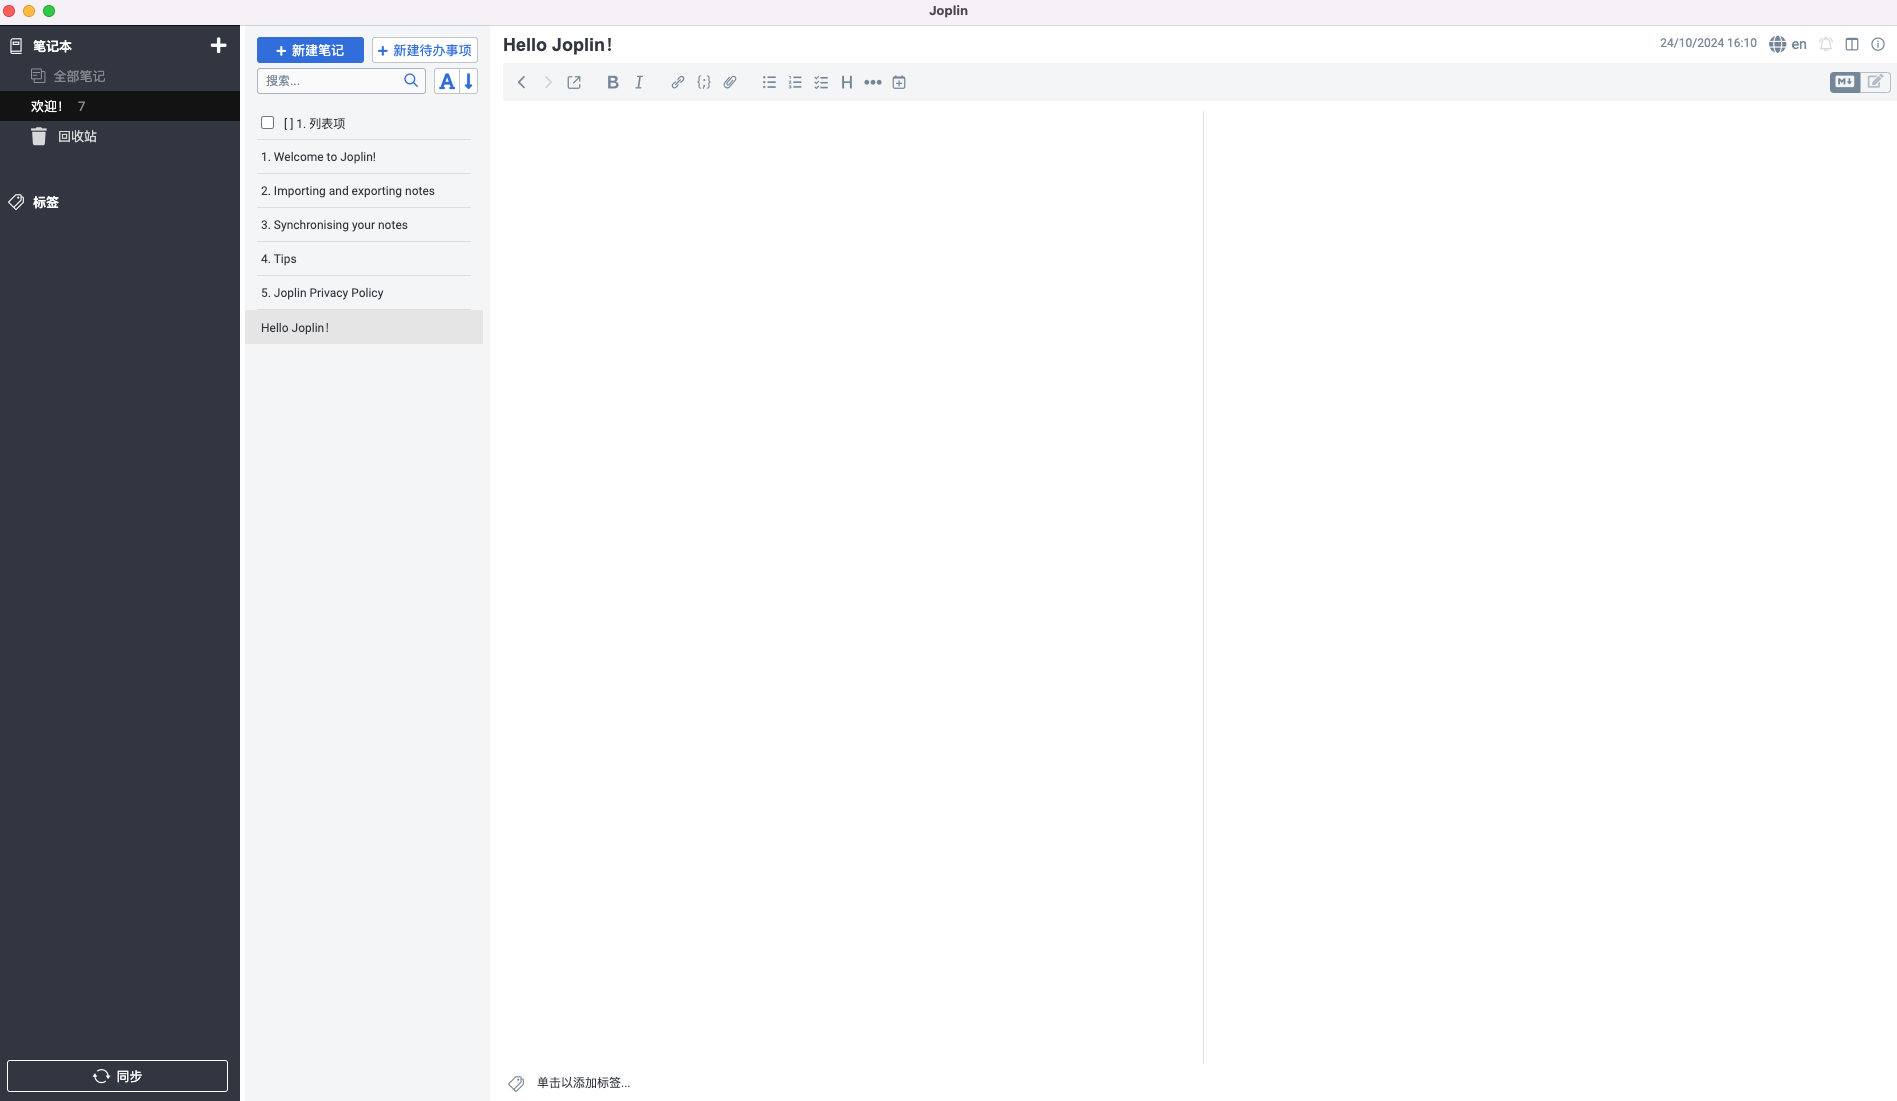 Joplin
笔记本
全部笔记
欢迎! 7
回收站
标签
同步
新建笔记
新建待办事项
搜索...
[ ] 1. 列表项
1. Welcome to Joplin!
2. Importing and exporting notes
3. Synchronising your notes
4. Tips
5. Joplin Privacy Policy
Hello Joplin！
Hello Joplin！
24/10/2024 16:10
en
单击以添加标签...